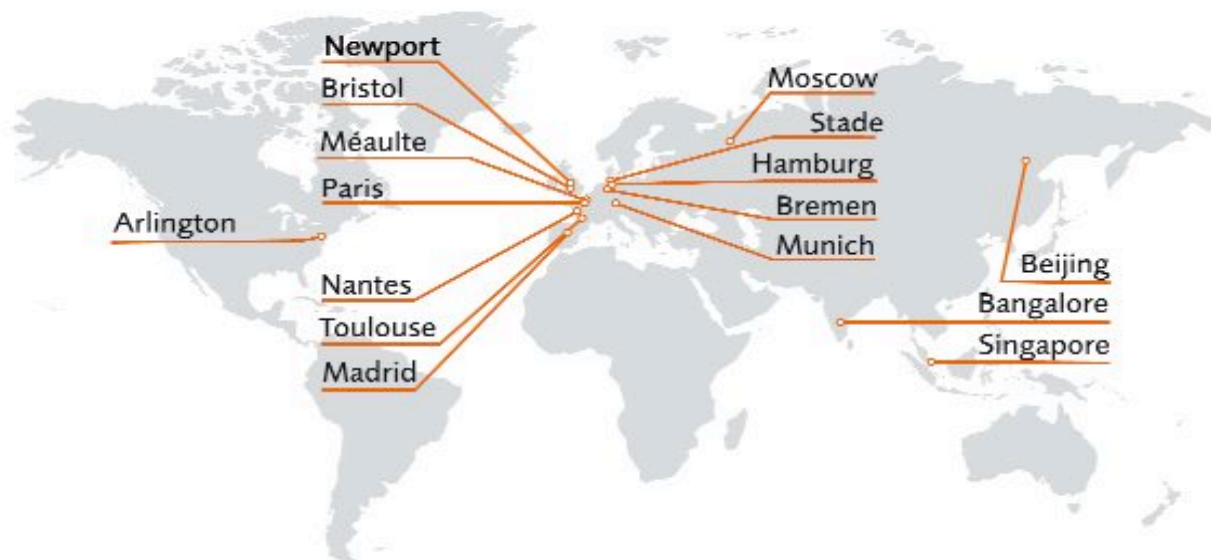 Newport
Bristol
Méaulte
Paris
Arlington
Nantes
Toulouse
Madrid
Moscow
Stade
Hamburg
Bremen
Munich
Beijing
Bangalore
Singapore